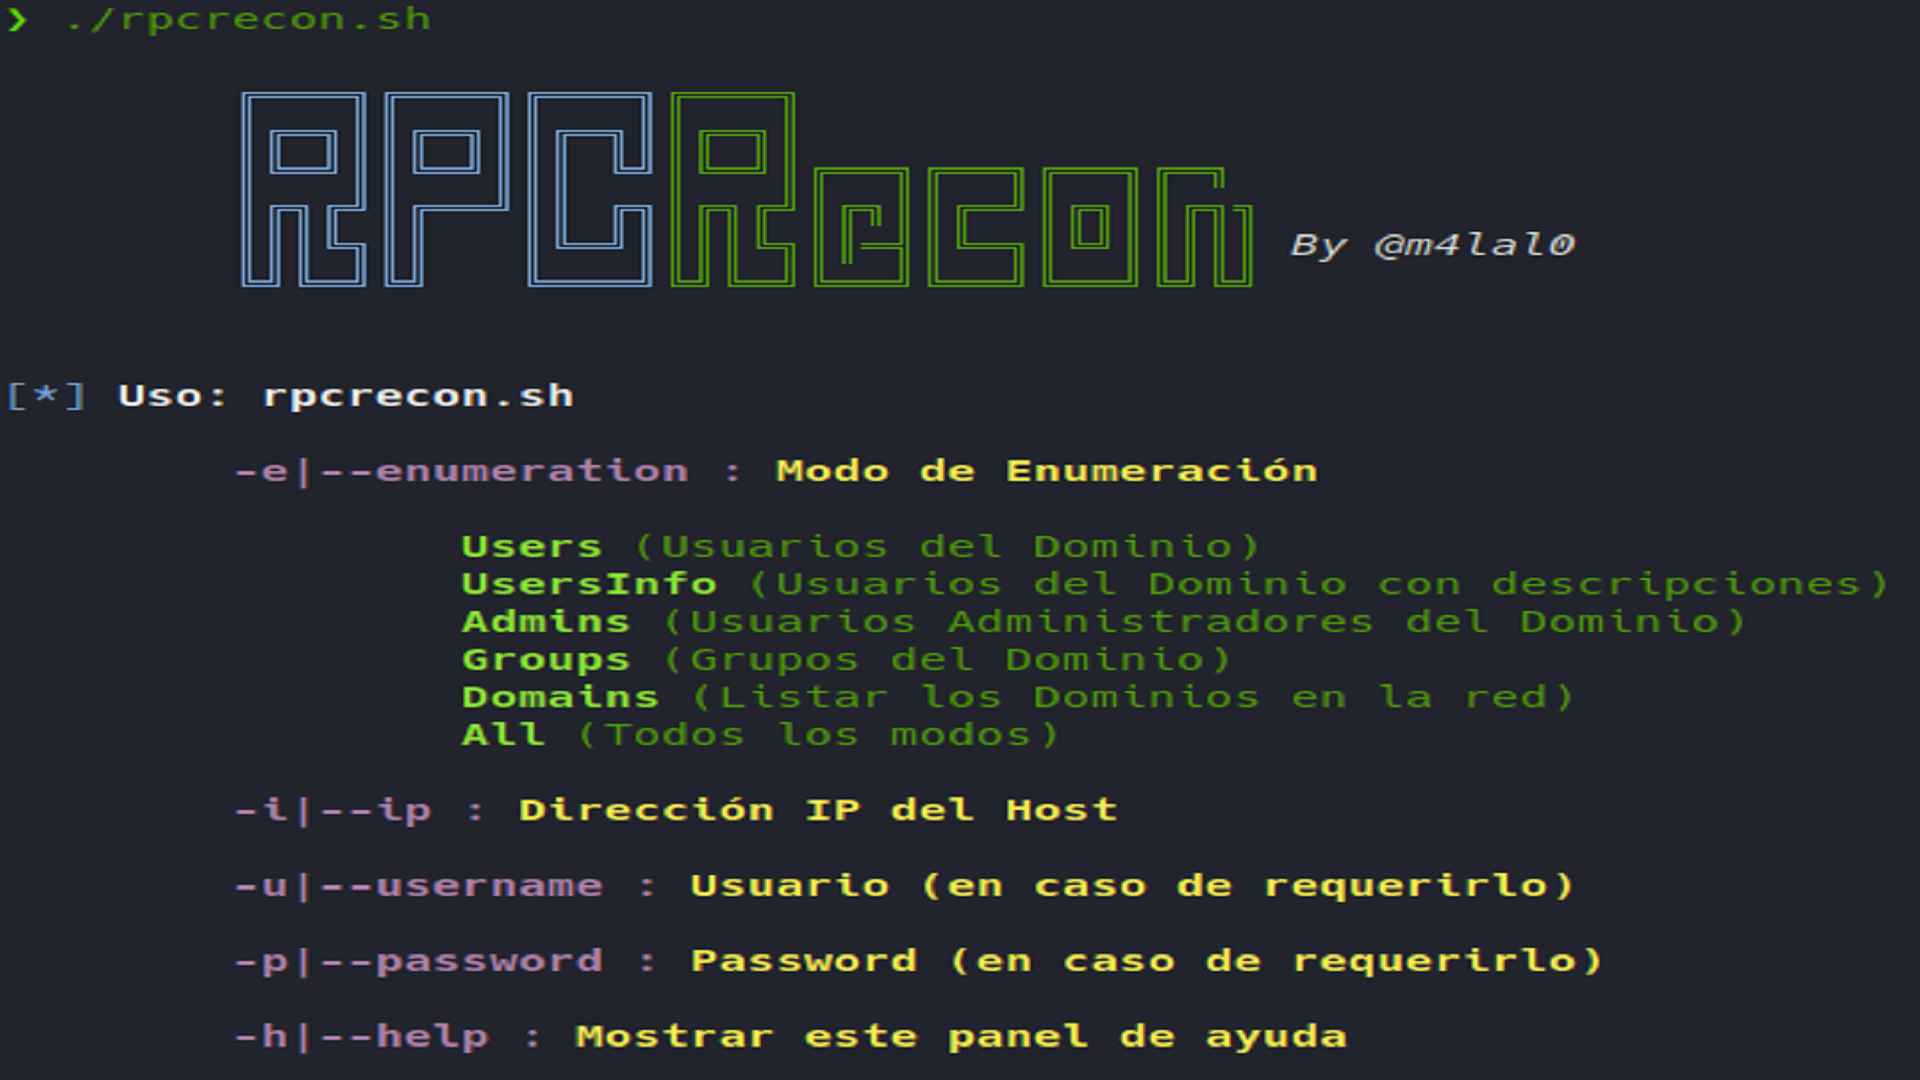 ❯ ./rpcrecon.sh
RPCRecon By @m4lal0
[*] Uso: rpcrecon.sh
-e|--enumeration : Modo de Enumeración
Users (Usuarios del Dominio)
UsersInfo (Usuarios del Dominio con descripciones)
Admins (Usuarios Administradores del Dominio)
Groups (Grupos del Dominio)
Domains (Listar los Dominios en la red)
All (Todos los modos)
-i|--ip : Dirección IP del Host
-u|--username : Usuario (en caso de requerirlo)
-p|--password : Password (en caso de requerirlo)
-h|--help : Mostrar este panel de ayuda